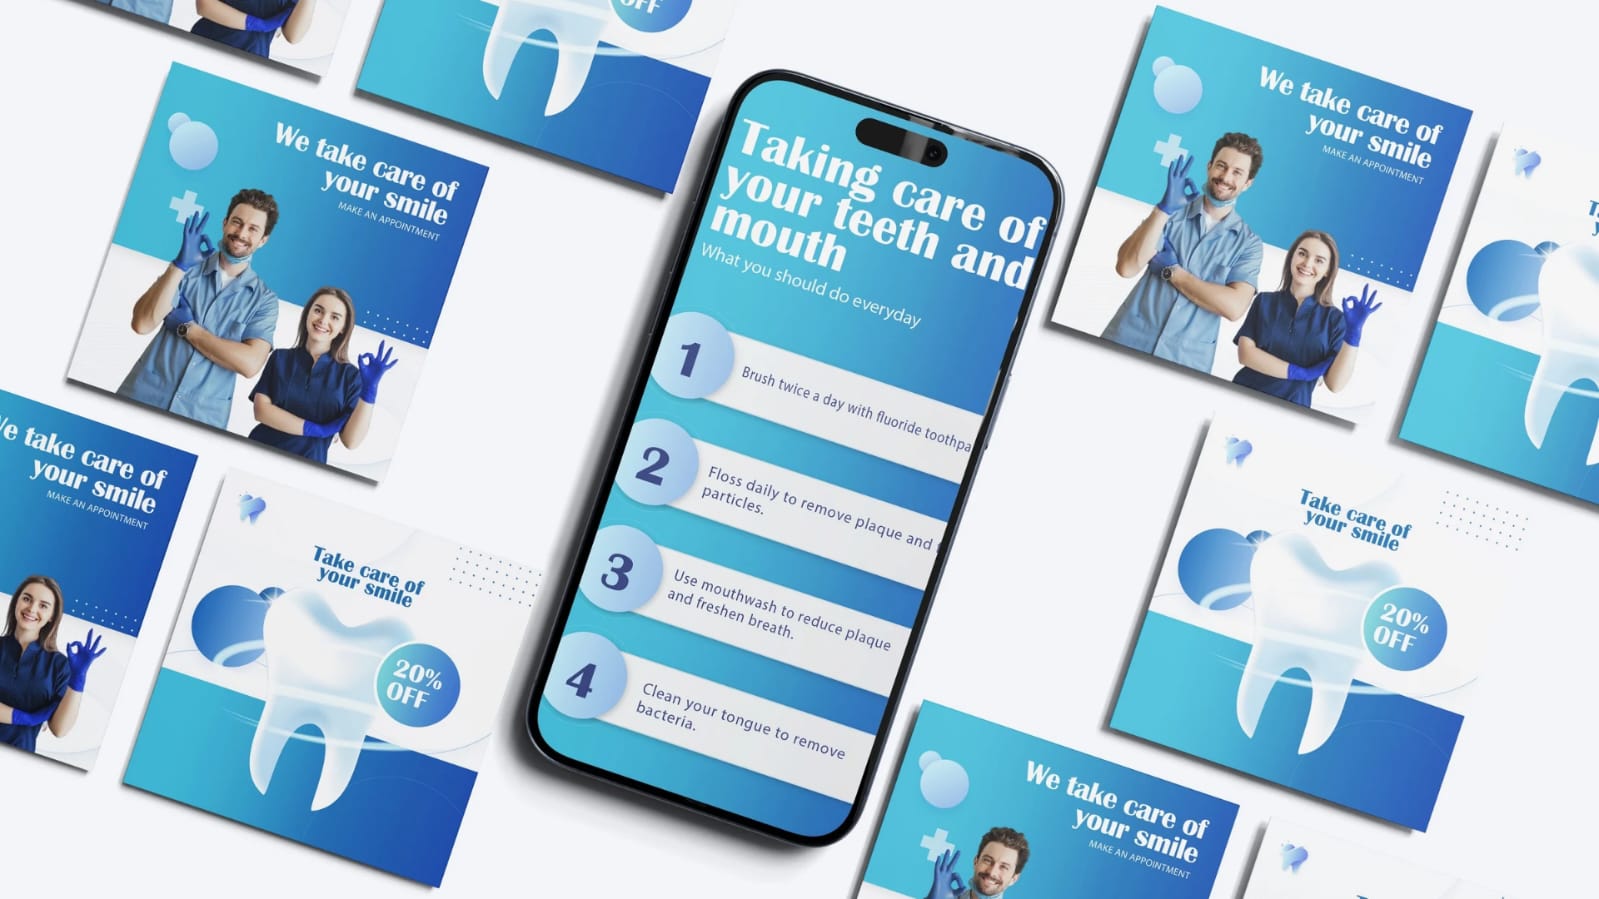 OFF
We take care of
your smile
MAKE AN APPOINTMENT
We take care of
your smile
MAKE AN APPOINTMENT
Take care of
your smile
20%
OFF
Taking care of
your teeth and
mouth
What you should do everyday
1
Brush twice a day with fluoride
2
Floss daily to remove plaque and
particles.
3
Use mouthwash to reduce plaque
and freshen breath.
4
Clean your tongue to remove
bacteria.
We take care of
your smile
MAKE AN APPOINTMENT
Take care of
your smile
20%
OFF
We take care of
your smile
MAKE AN APPOINTMENT